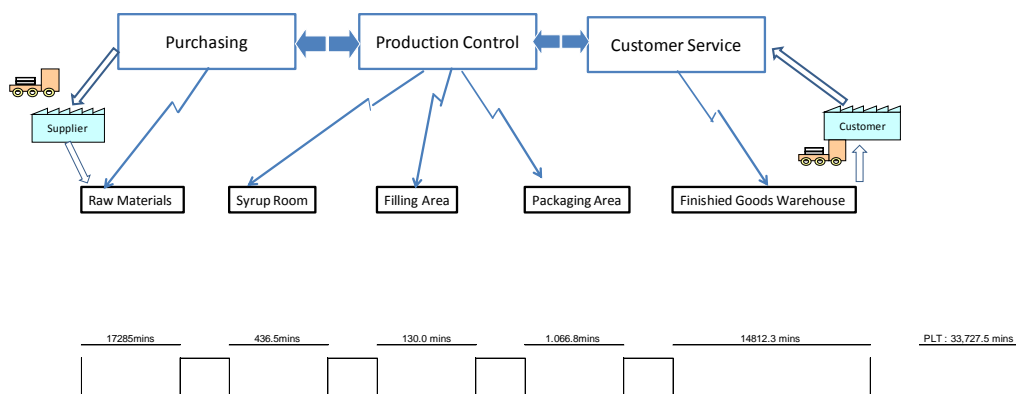 Purchasing
Production Control
Customer Service
Supplier
Customer
Raw Materials
Syrup Room
Filling Area
Packaging Area
Finishied Goods Warehouse
17285mins
436.5mins
130.0 mins
1.066.8mins
14812.3 mins
PLT : 33,727.5 mins